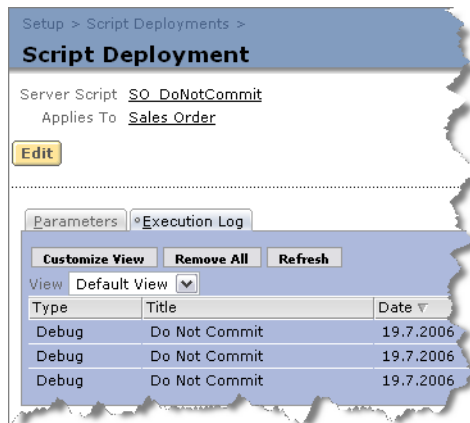 Setup > Script Deployments >
Script Deployment
Server Script SO_DoNotCommit
Applies To Sales Order
Edit
Parameters Execution Log
Customize View Remove All Refresh
View Default View
Type Title Date
Debug Do Not Commit 19.7.2006
Debug Do Not Commit 19.7.2006
Debug Do Not Commit 19.7.2006